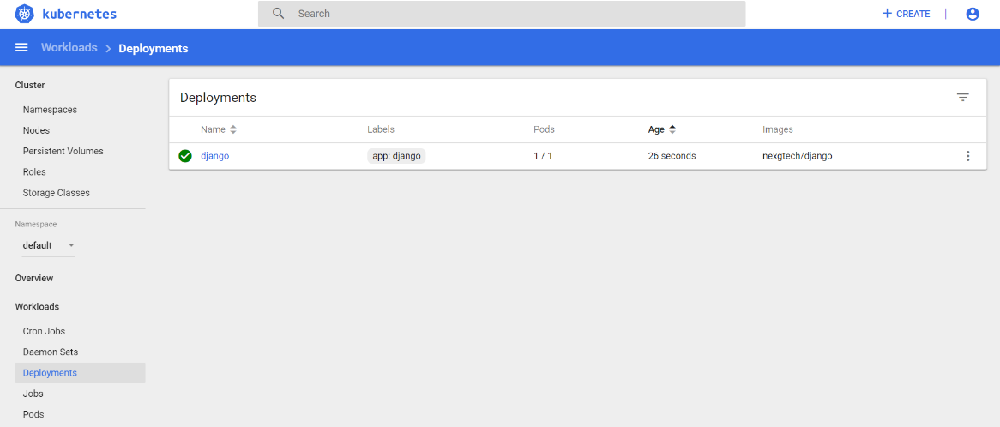 kubernetes
Search
CREATE
Workloads
Deployments
Cluster
Namespaces
Nodes
Persistent Volumes
Roles
Storage Classes
Namespace
default
Overview
Workloads
Cron Jobs
Daemon Sets
Deployments
Jobs
Pods
Deployments
Name Labels Pods Age Images
django app: django 1 / 1 26 seconds nexgtech/django